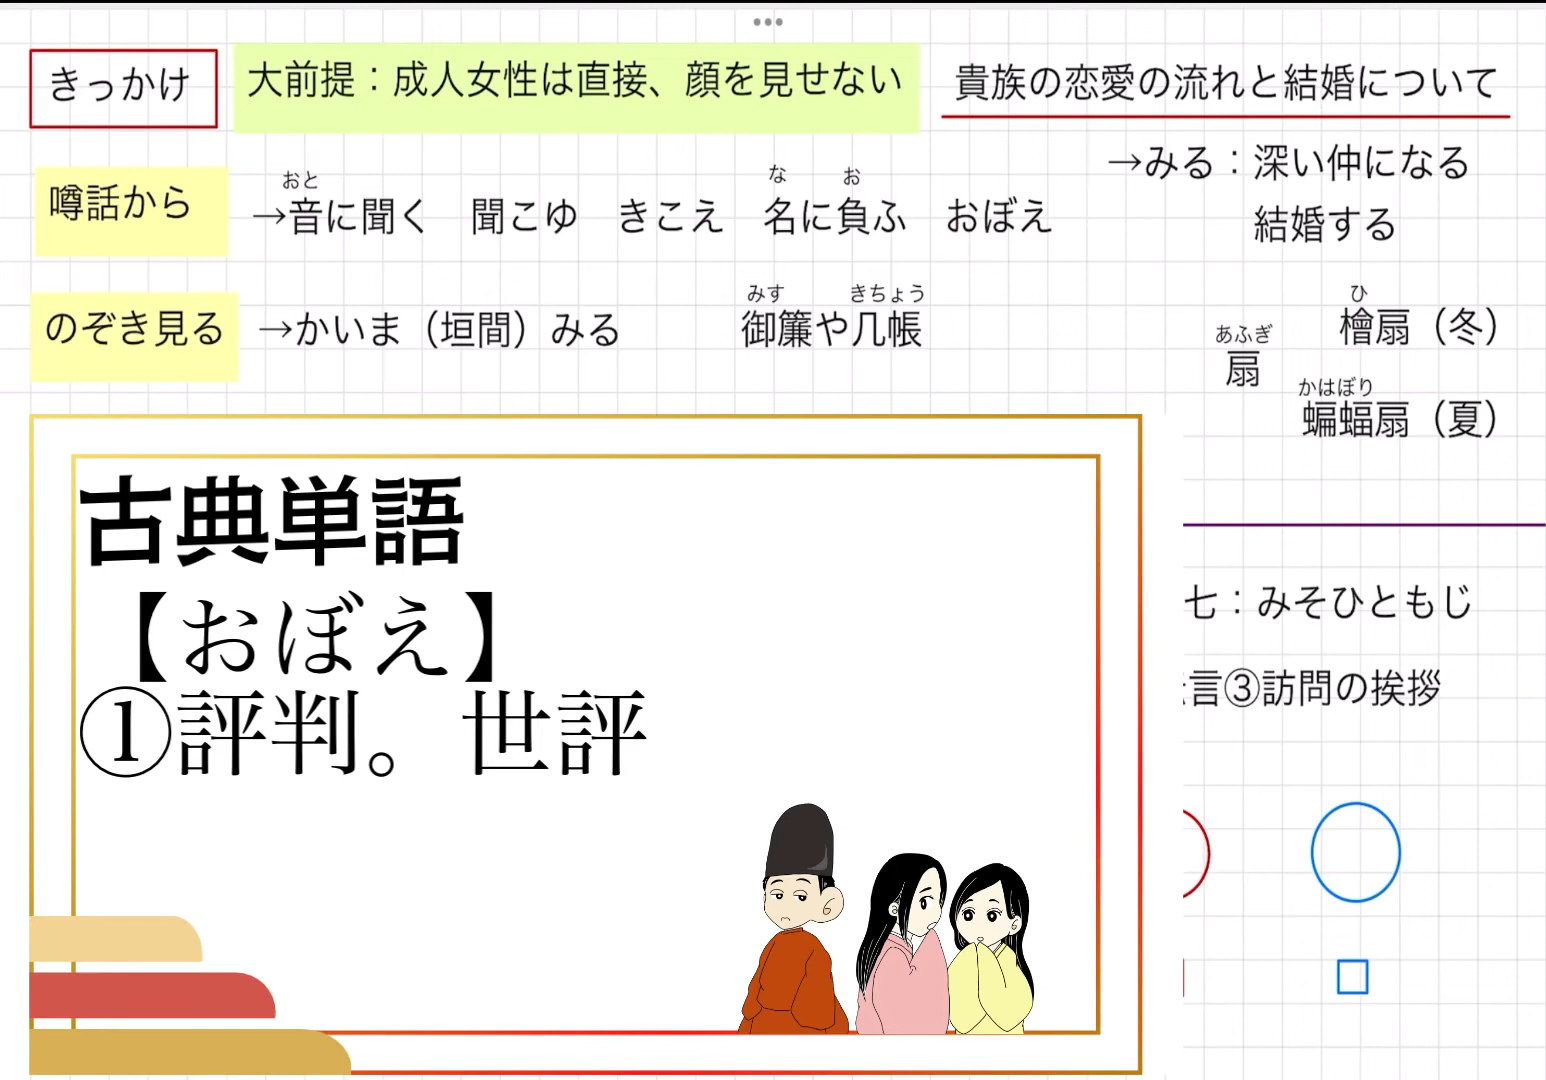 きっかけ
大前提：成人女性は直接、顔を見せない
貴族の恋愛の流れと結婚について
→みる：深い仲になる
結婚する
噂話から
おと
な
お
→音に聞く 聞こゆ きこえ 名に負ふ おぼえ
のぞき見る
→かいま（垣間）みる
みす
きちょう
御簾や几帳
あふぎ
扇
ひ
檜扇（冬）
かはぼり
蝙蝠扇（夏）
古典単語
【おぼえ】
①評判。世評
七：みそひともじ
言③訪問の挨拶